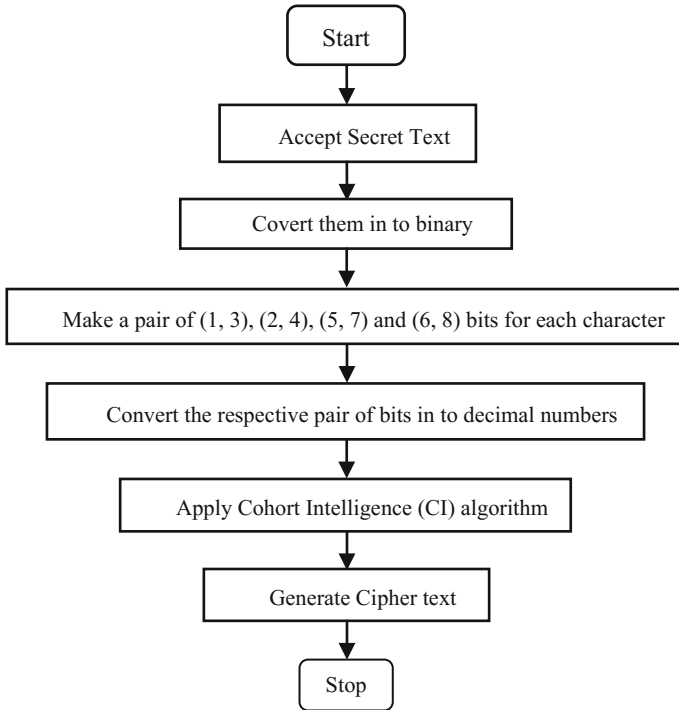 Start
Accept Secret Text
Covert them in to binary
Make a pair of (1, 3), (2, 4), (5, 7) and (6, 8) bits for each character
Convert the respective pair of bits in to decimal numbers
Apply Cohort Intelligence (CI) algorithm
Generate Cipher text
Stop